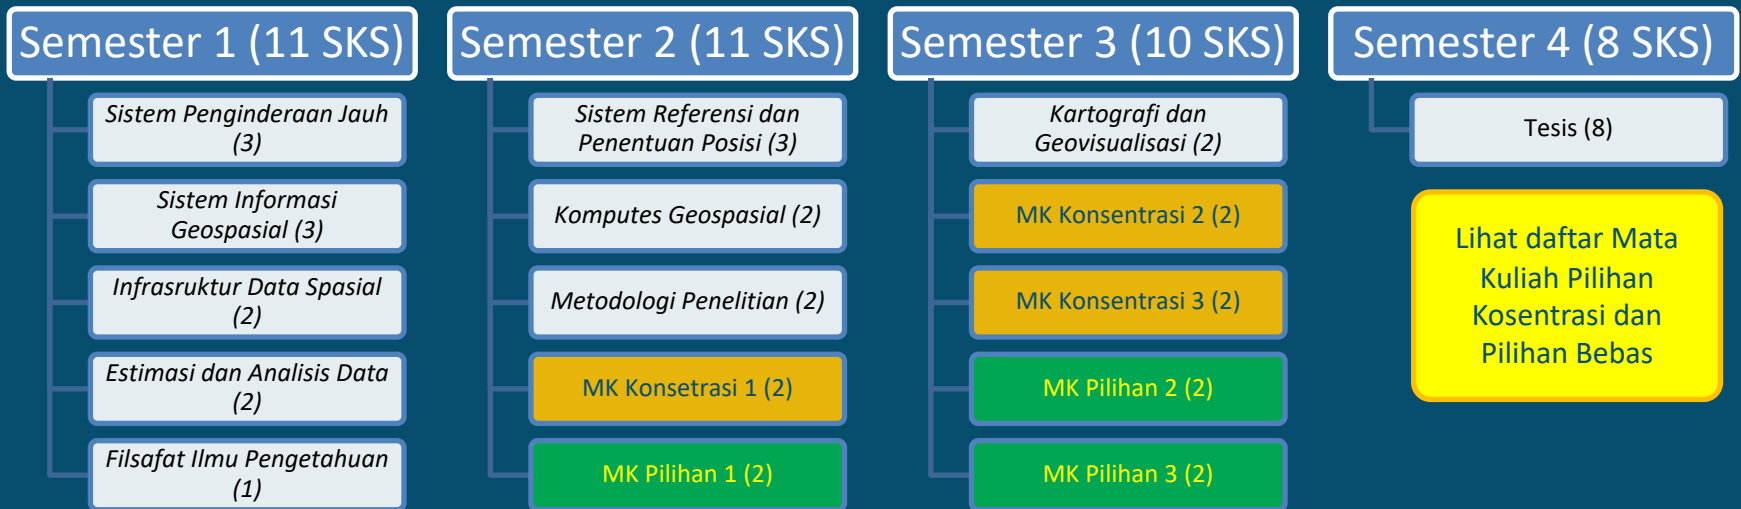 Semester 1 (11 SKS)
Sistem Penginderaan Jauh
(3)
Sistem Informasi
Geospasial (3)
Infrasruktur Data Spasial
(2)
Estimasi dan Analisis Data
(2)
Filsafat Ilmu Pengetahuan
(1)
Semester 2 (11 SKS)
Sistem Referensi dan
Penentuan Posisi (3)
Komputes Geospasial (2)
Metodologi Penelitian (2)
MK Konsetrasi 1 (2)
MK Pilihan 1 (2)
Semester 3 (10 SKS)
Kartografi dan
Geovisualisasi (2)
MK Konsentrasi 2 (2)
MK Konsentrasi 3 (2)
MK Pilihan 2 (2)
MK Pilihan 3 (2)
Semester 4 (8 SKS)
Tesis (8)
Lihat daftar Mata
Kuliah Pilihan
Kosentrasi dan
Pilihan Bebas